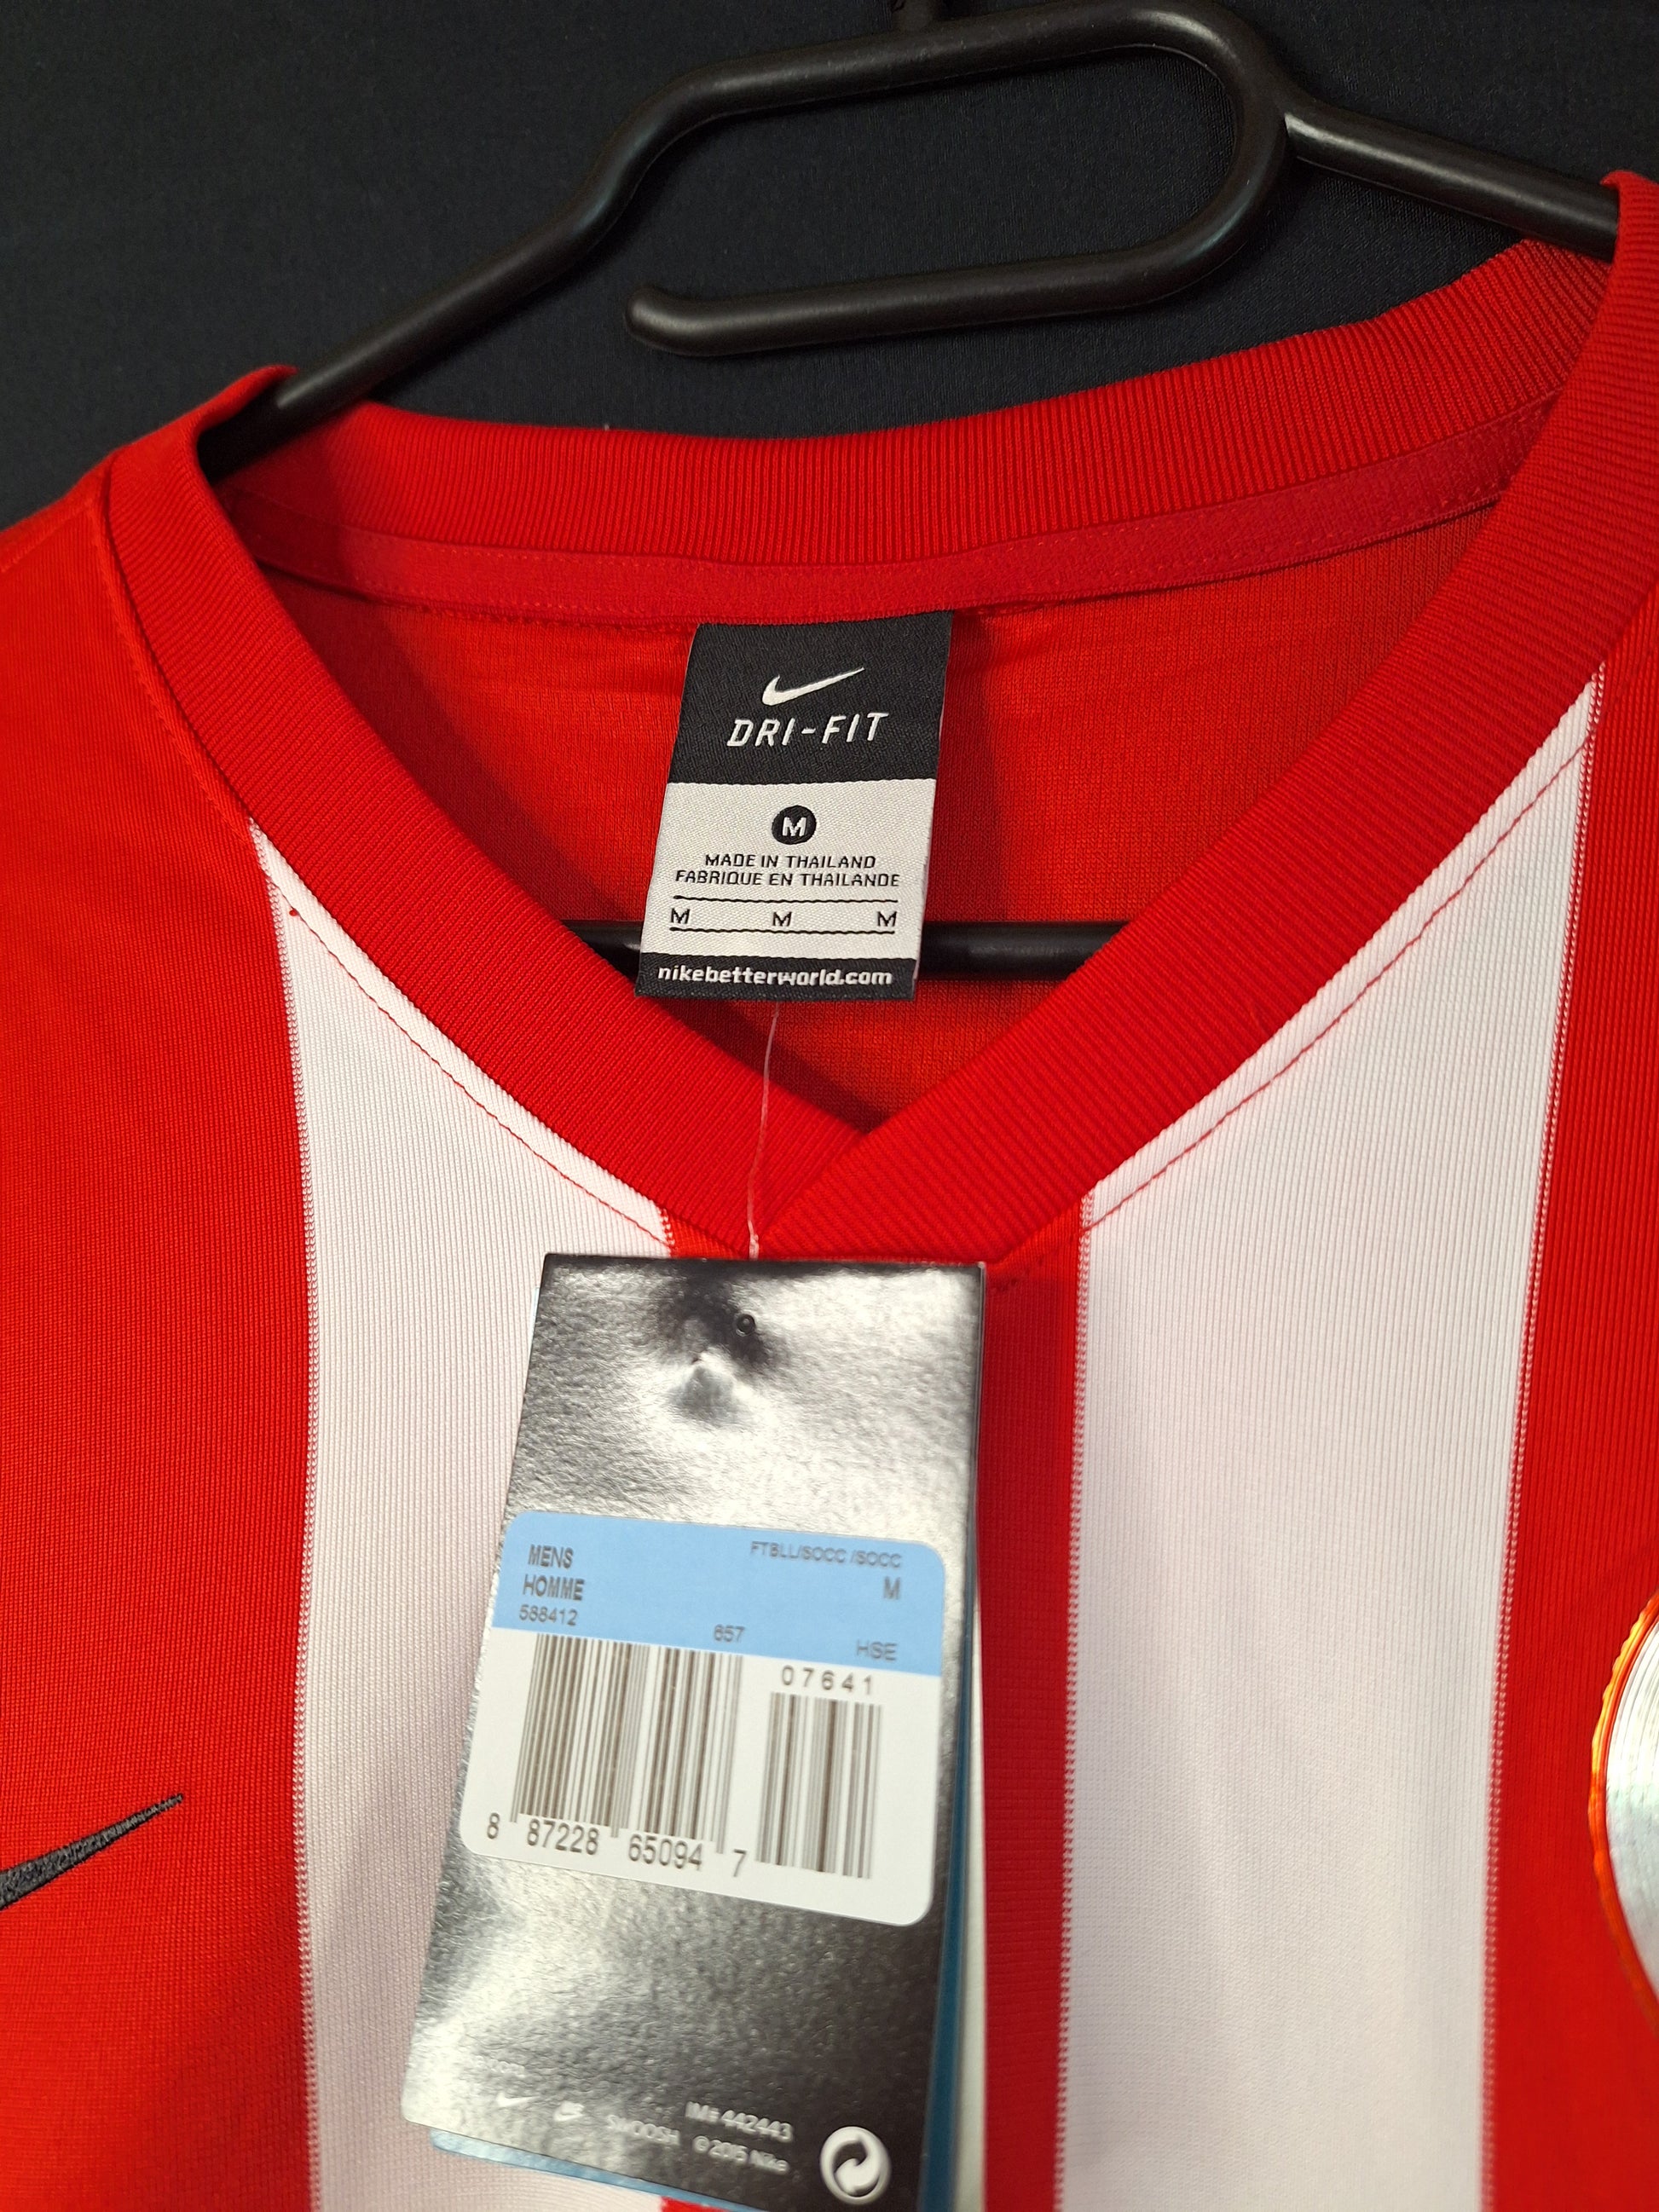 DRI-FIT
M
MADE IN THAILAND
FABRIQUE EN THAILANDE
M M M
nikebetterworld.com
MENS FTBLL/SOCC /SOCC
HOMME M
588412 657 HSE
07641
8 87228 65094 7
IM# 442443
SWOOSH ©2015 Nike